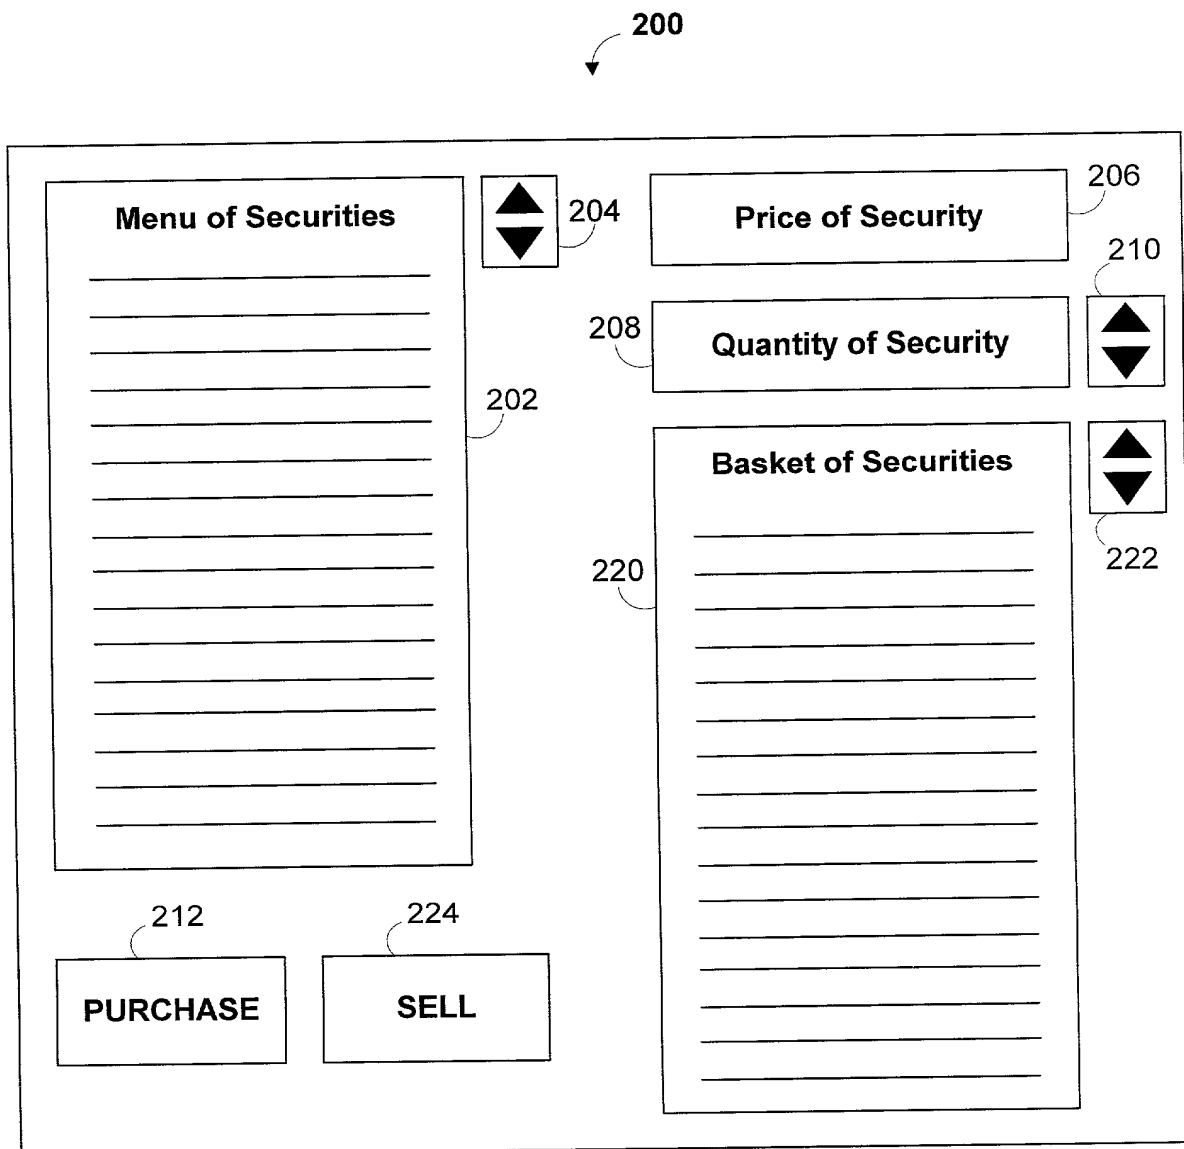 200
Menu of Securities
204
Price of Security
206
210
208
Quantity of Security
202
Basket of Securities
220
222
212
224
PURCHASE
SELL